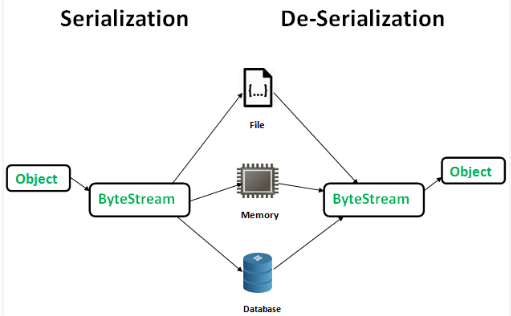 Serialization
De-Serialization
{...}
File
Object
ByteStream
Memory
ByteStream
Object
Database